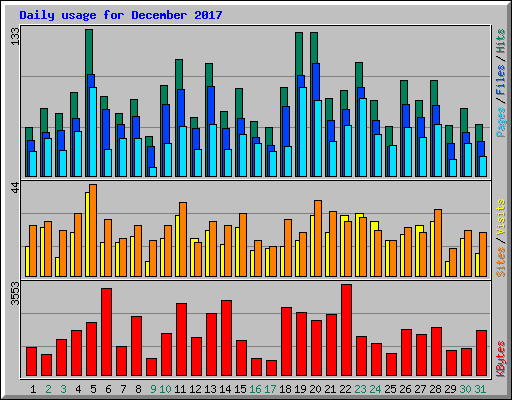 Daily usage for December 2017
133
Pages / Files / Hits
44
Sites / Visits
3553
KBytes
1 2 3 4 5 6 7 8 9 10 11 12 13 14 15 16 17 18 19 20 21 22 23 24 25 26 27 28 29 30 31